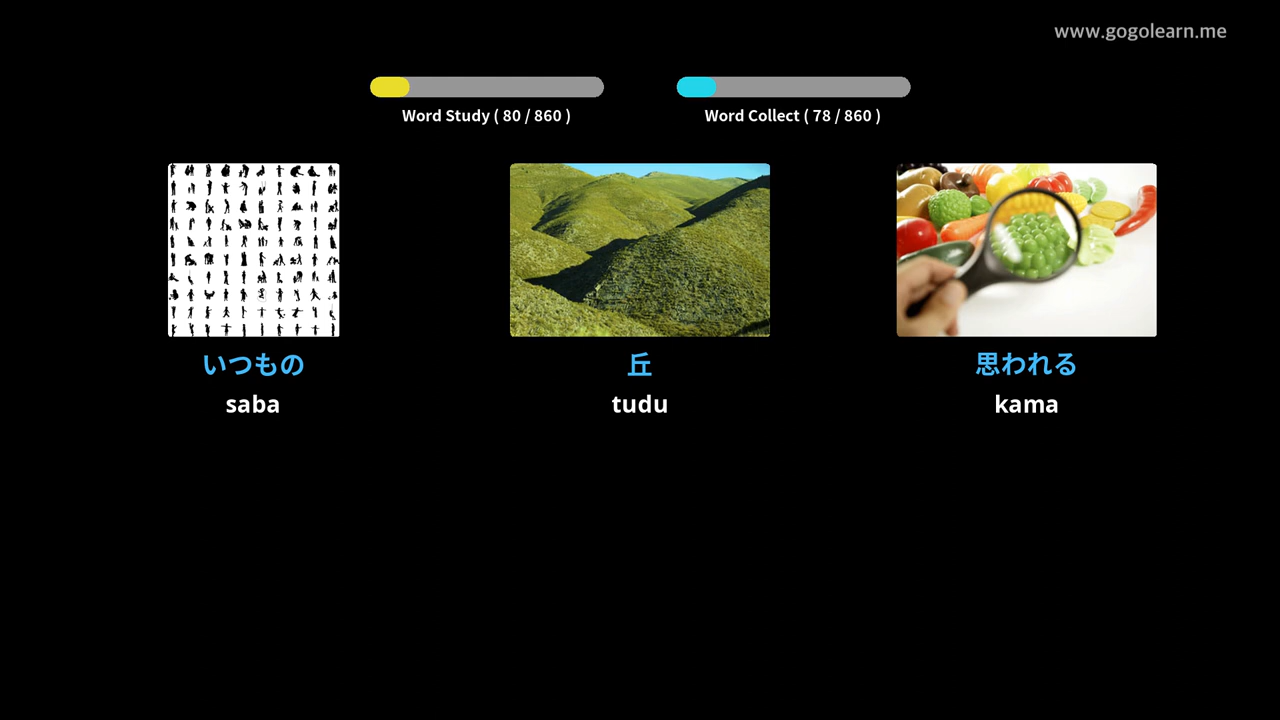 www.gogolearn.me
Word Study ( 80 / 860 )
Word Collect ( 78 / 860 )
いつもの
saba
丘
tudu
思われる
kama